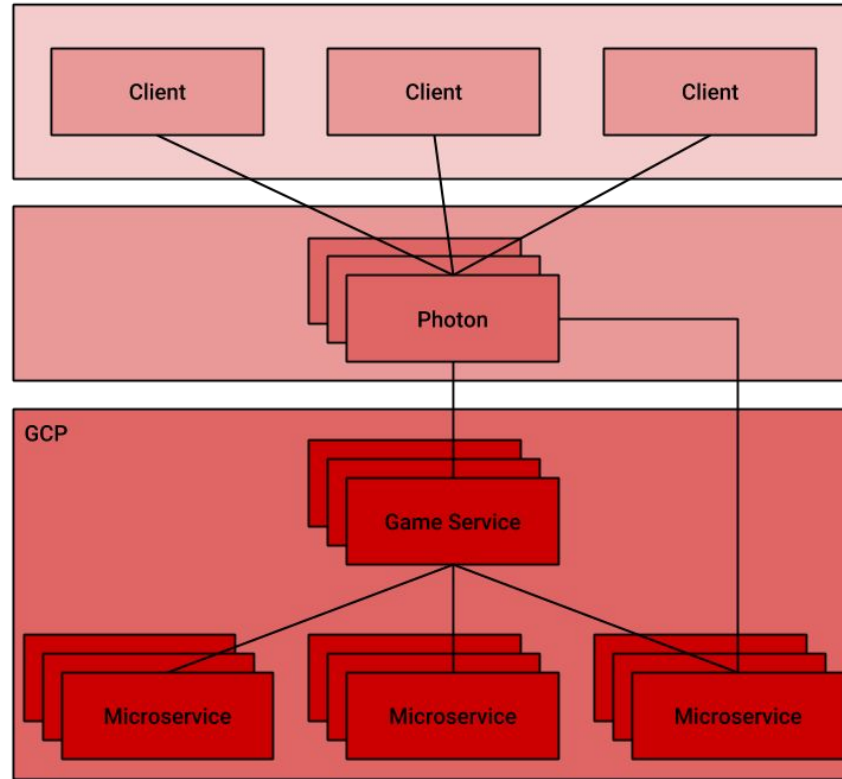 Client
Client
Client
Photon
GCP
Game Service
Microservice
Microservice
Microservice